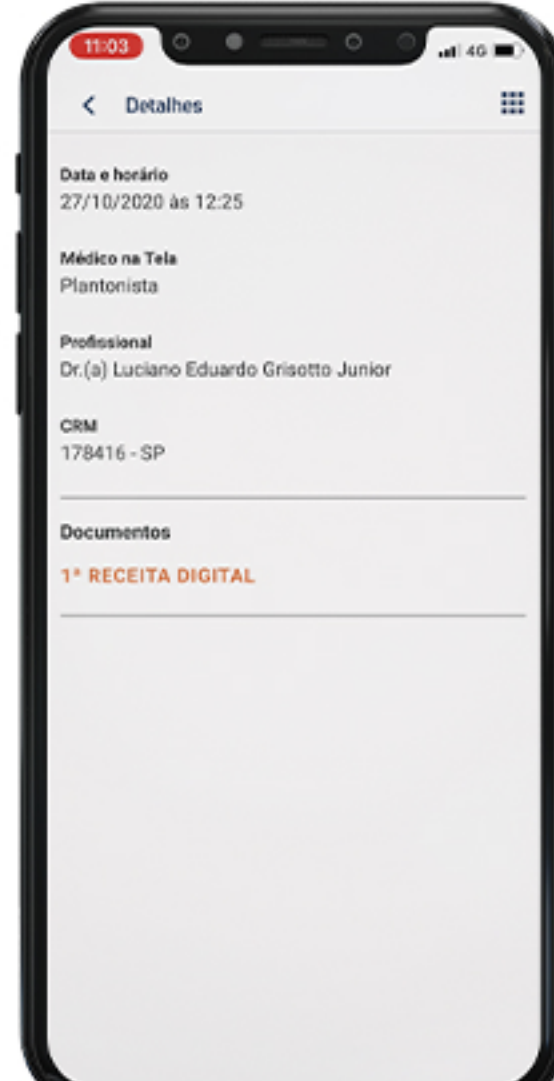 11:03
4G
Detalhes
Data e horário
27/10/2020 às 12:25
Médico na Tela
Plantonista
Profissional
Dr.(a) Luciano Eduardo Grisotto Junior
CRM
178416 - SP
Documentos
1ª RECEITA DIGITAL